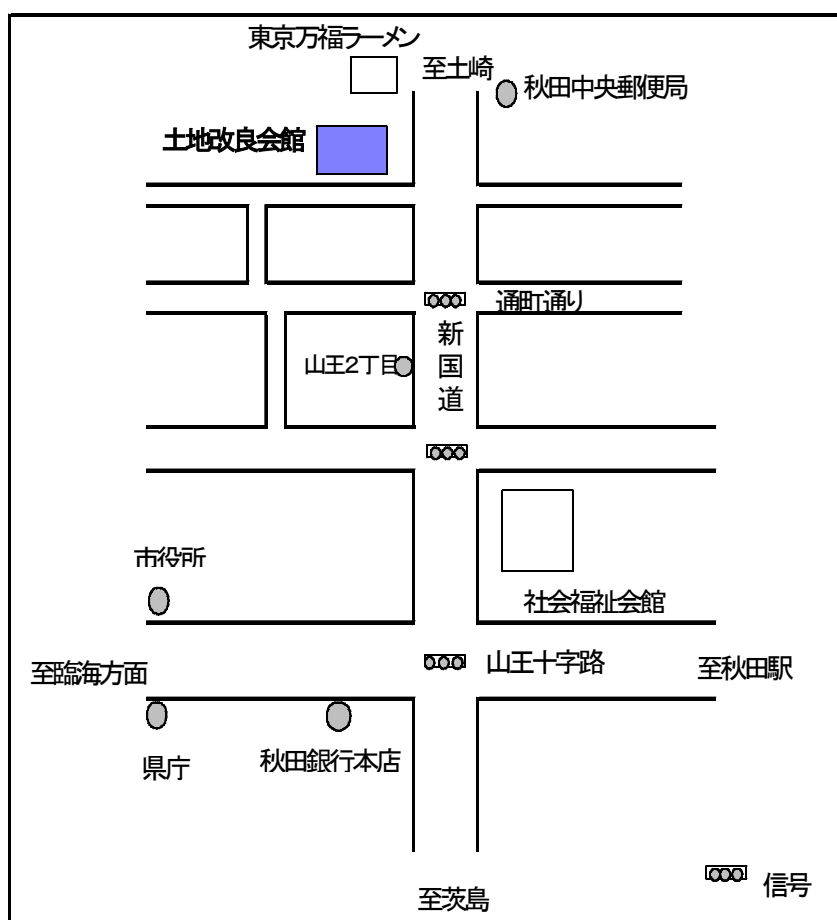 東京万福ラーメン
至土崎
秋田中央郵便局
土地改良会館
通町通り
新国道
山王2丁目
市役所
社会福祉会館
山王十字路
至秋田駅
至臨海方面
県庁
秋田銀行本店
信号
至茨島